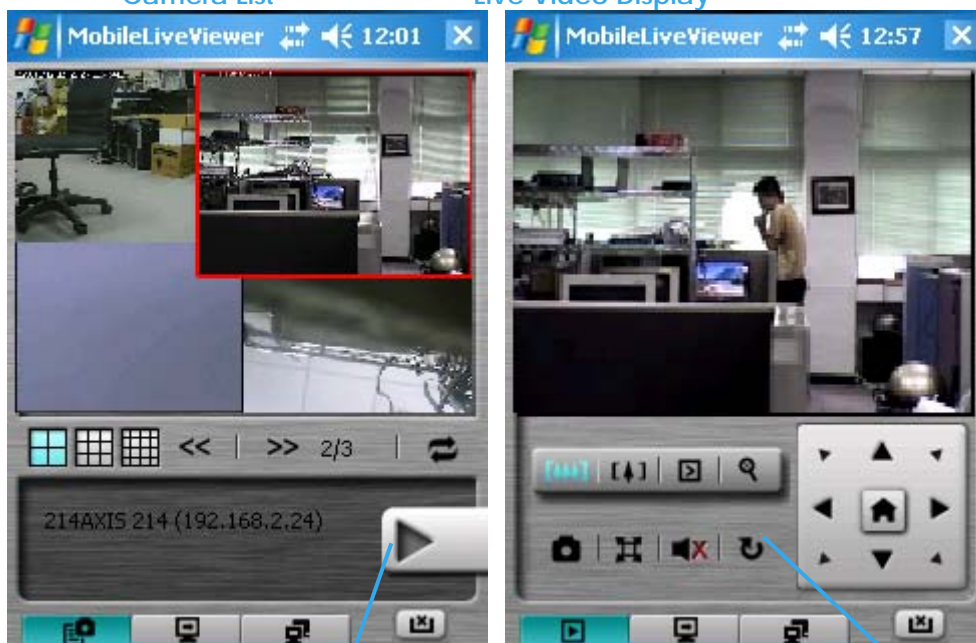 Camera List
Live Video Display
MobileLiveViewer 12:01
MobileLiveViewer 12:57
<< | >> 2/3 |
214AXIS 214 (192.168.2.24)